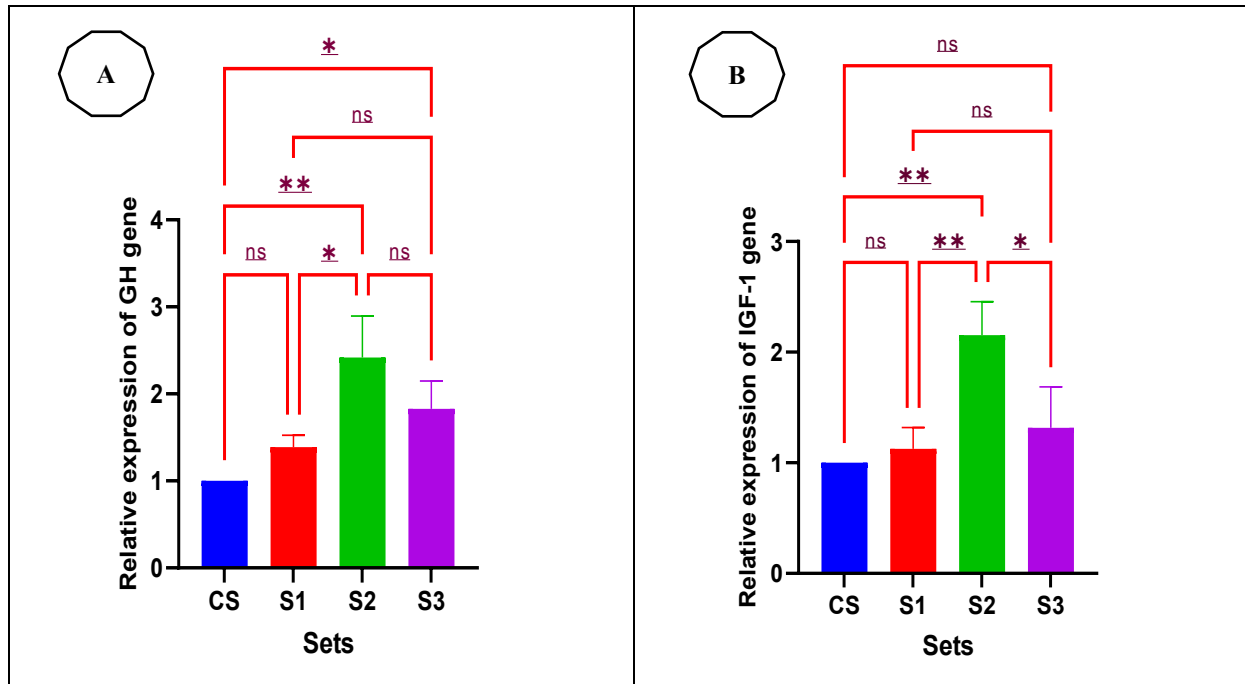 A
*
ns
**
ns
*
ns
Relative expression of GH gene
4
3
2
1
0
CS
S1
S2
S3
Sets
B
ns
ns
**
ns
**
*
Relative expression of IGF-1 gene
3
2
1
0
CS
S1
S2
S3
Sets